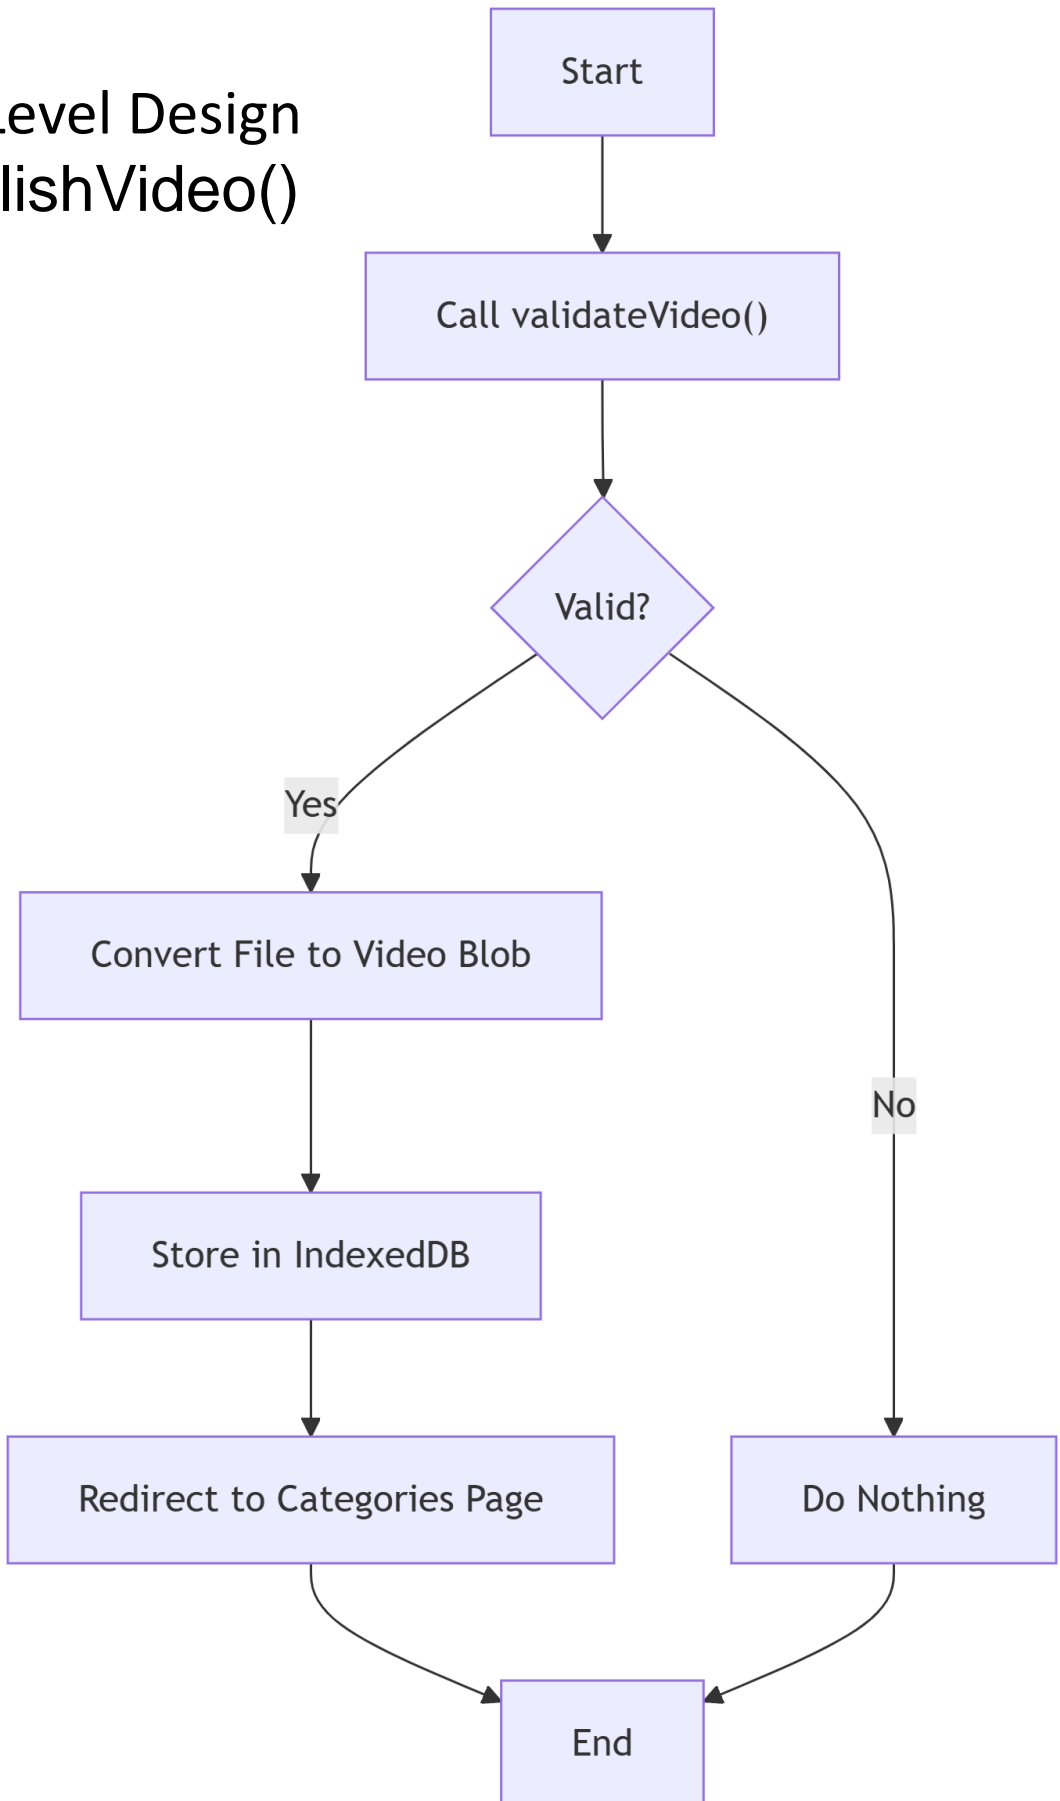 Level Design
lishVideo()
Start
Call validateVideo()
Valid?
Yes
Convert File to Video Blob
No
Store in IndexedDB
Redirect to Categories Page
Do Nothing
End